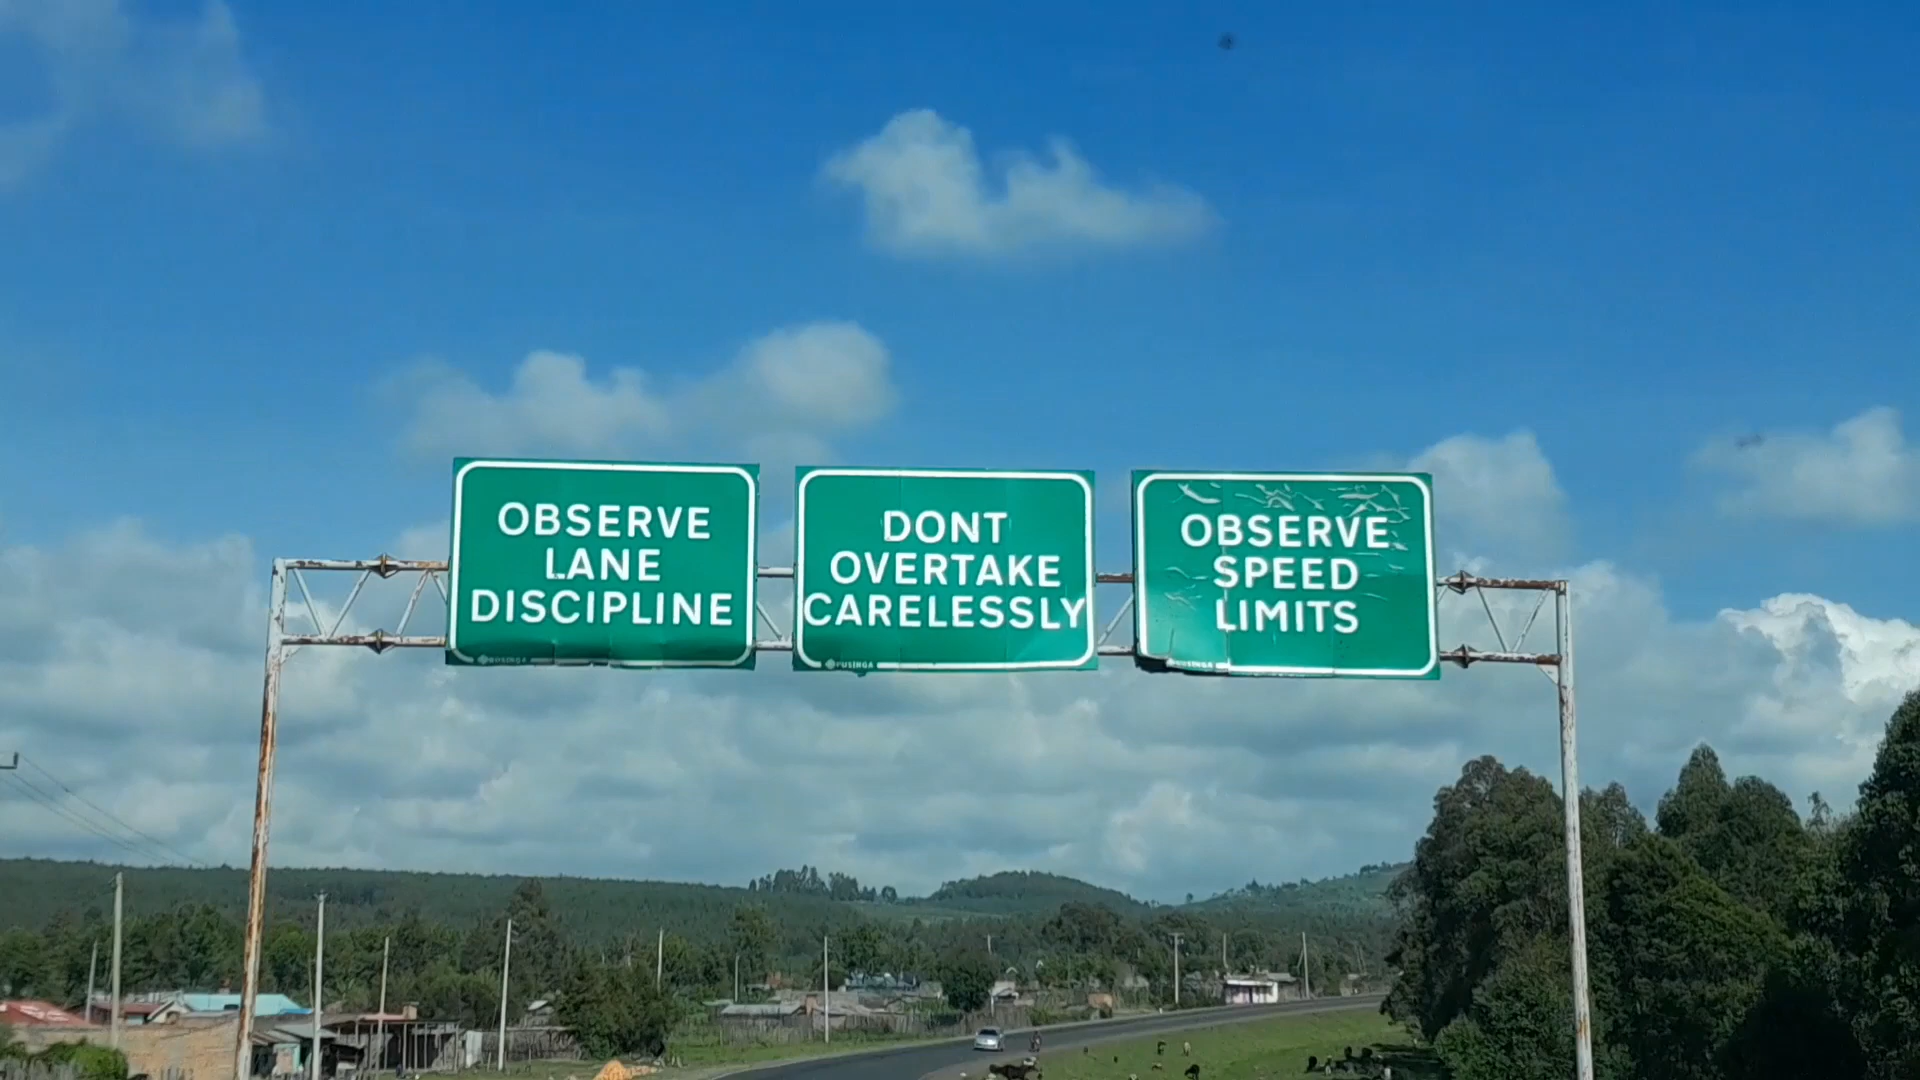 OBSERVE
LANE
DISCIPLINE
DONT
OVERTAKE
CARELESSLY
OBSERVE
SPEED
LIMITS